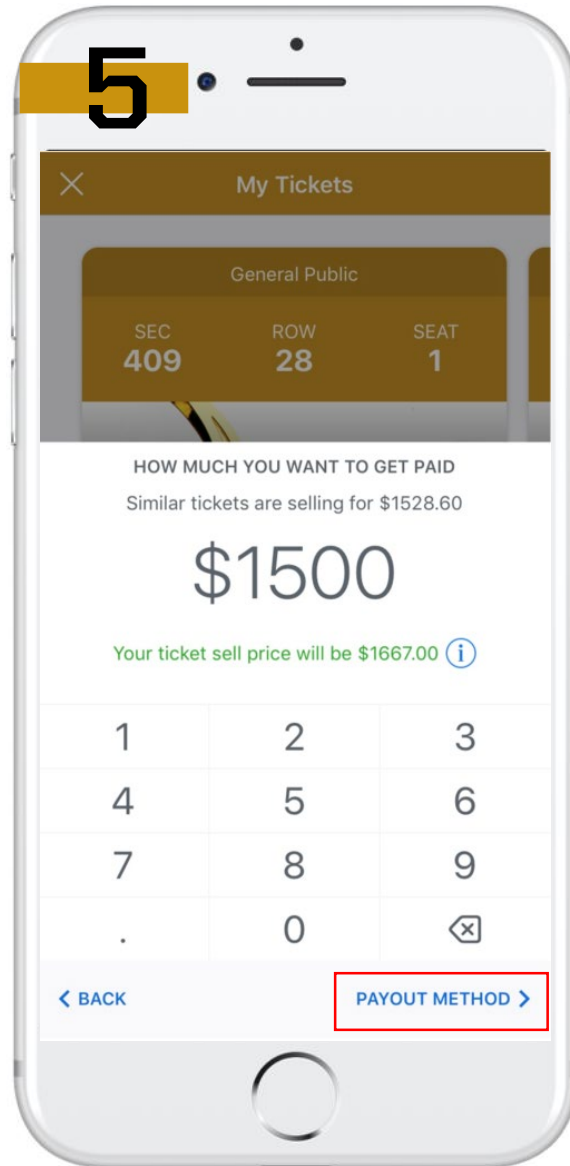 5
My Tickets
General Public
SEC ROW SEAT
409 28 1
HOW MUCH YOU WANT TO GET PAID
Similar tickets are selling for $1528.60
$1500
Your ticket sell price will be $1667.00 i
1 2 3
4 5 6
7 8 9
. 0
BACK PAYOUT METHOD